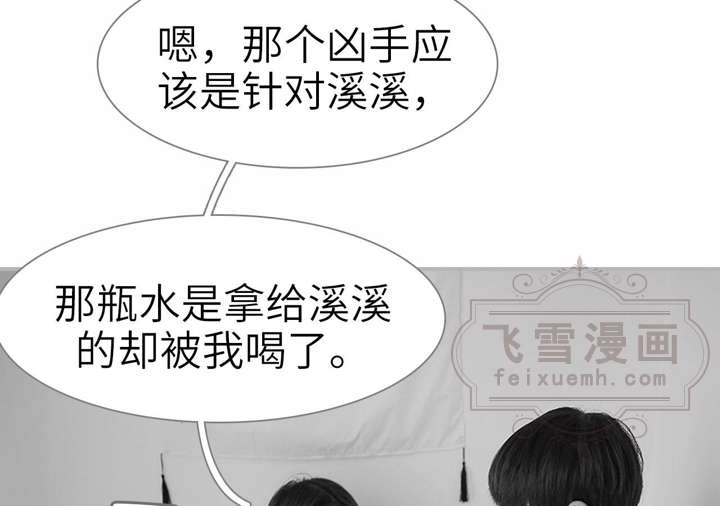 嗯，那个凶手应
该是针对溪溪，
那瓶水是拿给溪溪
的却被我喝了。
飞雪漫画
feixuemh.com